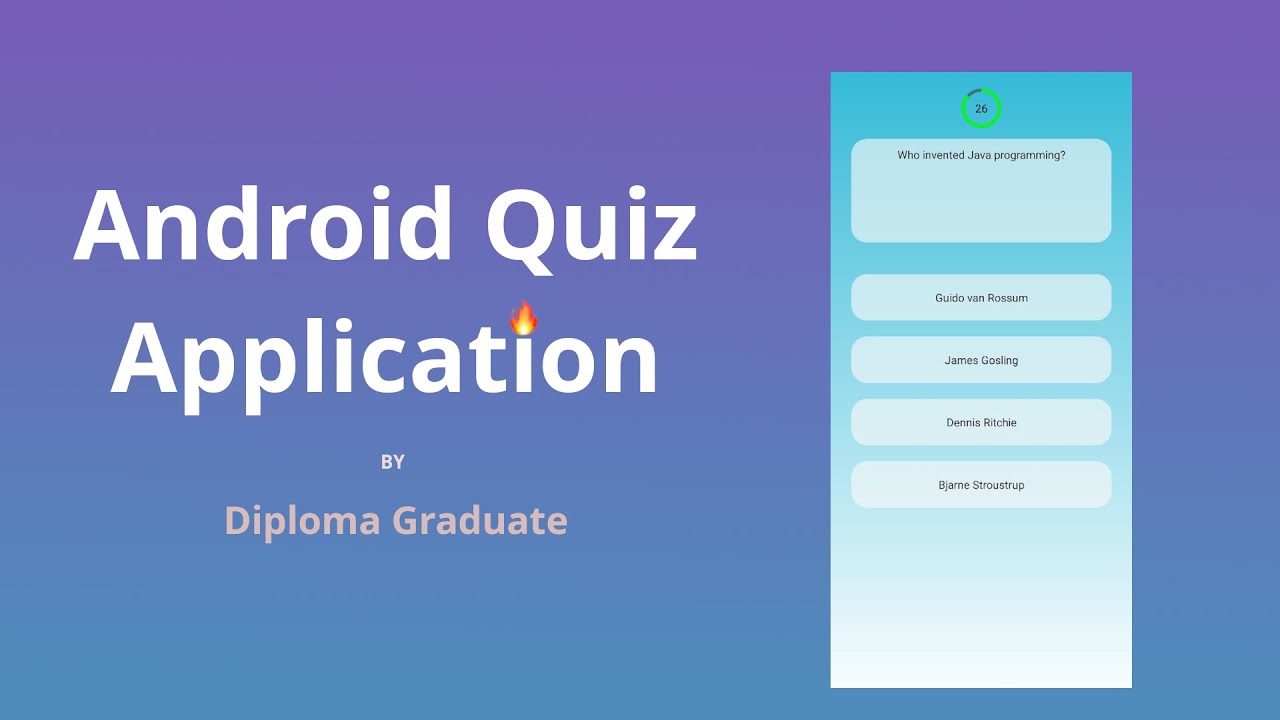 Android Quiz
Application
BY
Diploma Graduate
26
Who invented Java programming?
Guido van Rossum
James Gosling
Dennis Ritchie
Bjarne Stroustrup